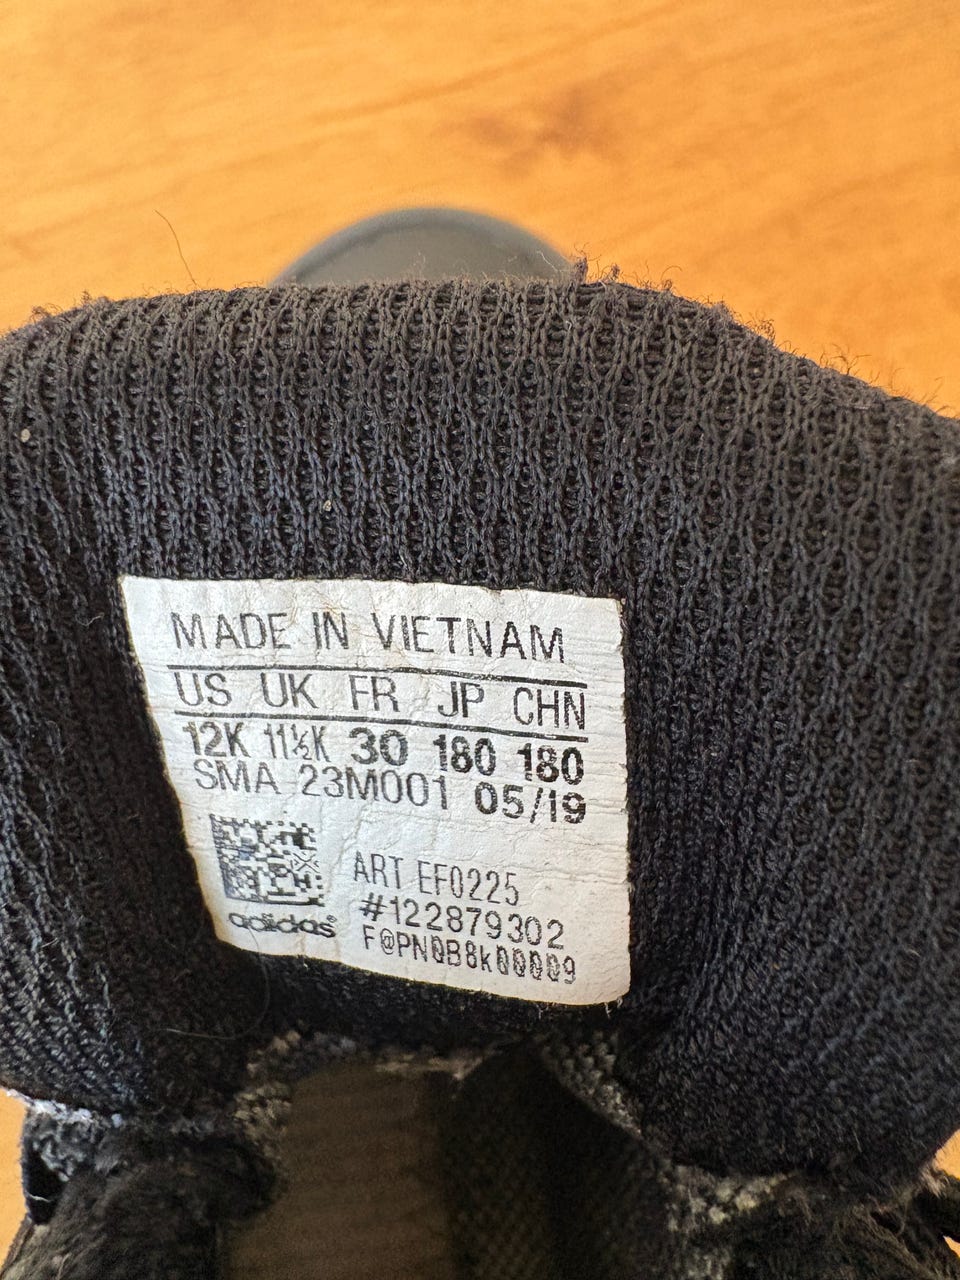 MADE IN VIETNAM
US UK FR JP CHN
12K 11½K 30 180 180
SMA 23M001 05/19
ART EF0225
#122879302
F@PN0B8k00009
adidas